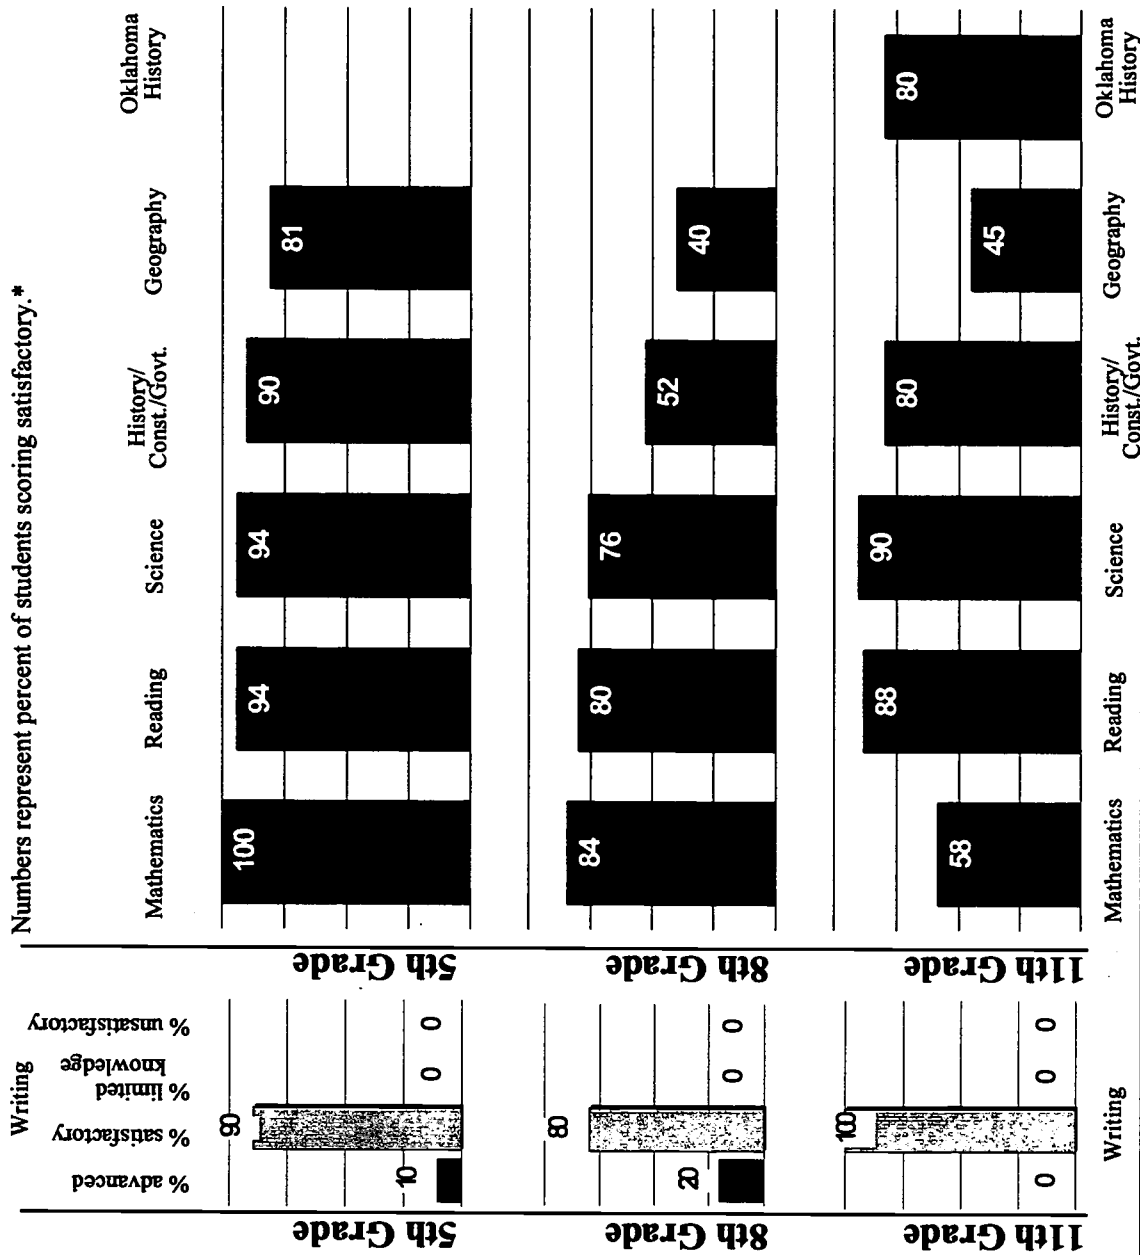 Numbers represent percent of students scoring satisfactory.*
Writing
% advanced
% satisfactory
% limited
knowledge
% unsatisfactory
Mathematics
Reading
Science
History/
Const./Govt.
Geography
Oklahoma
History
5th Grade
10
90
0
0
5th Grade
100
94
94
90
81
8th Grade
20
80
0
0
8th Grade
84
80
76
52
40
11th Grade
0
100
0
0
11th Grade
58
88
90
80
45
80
Writing
Mathematics
Reading
Science
History/
Const./Govt.
Geography
Oklahoma
History